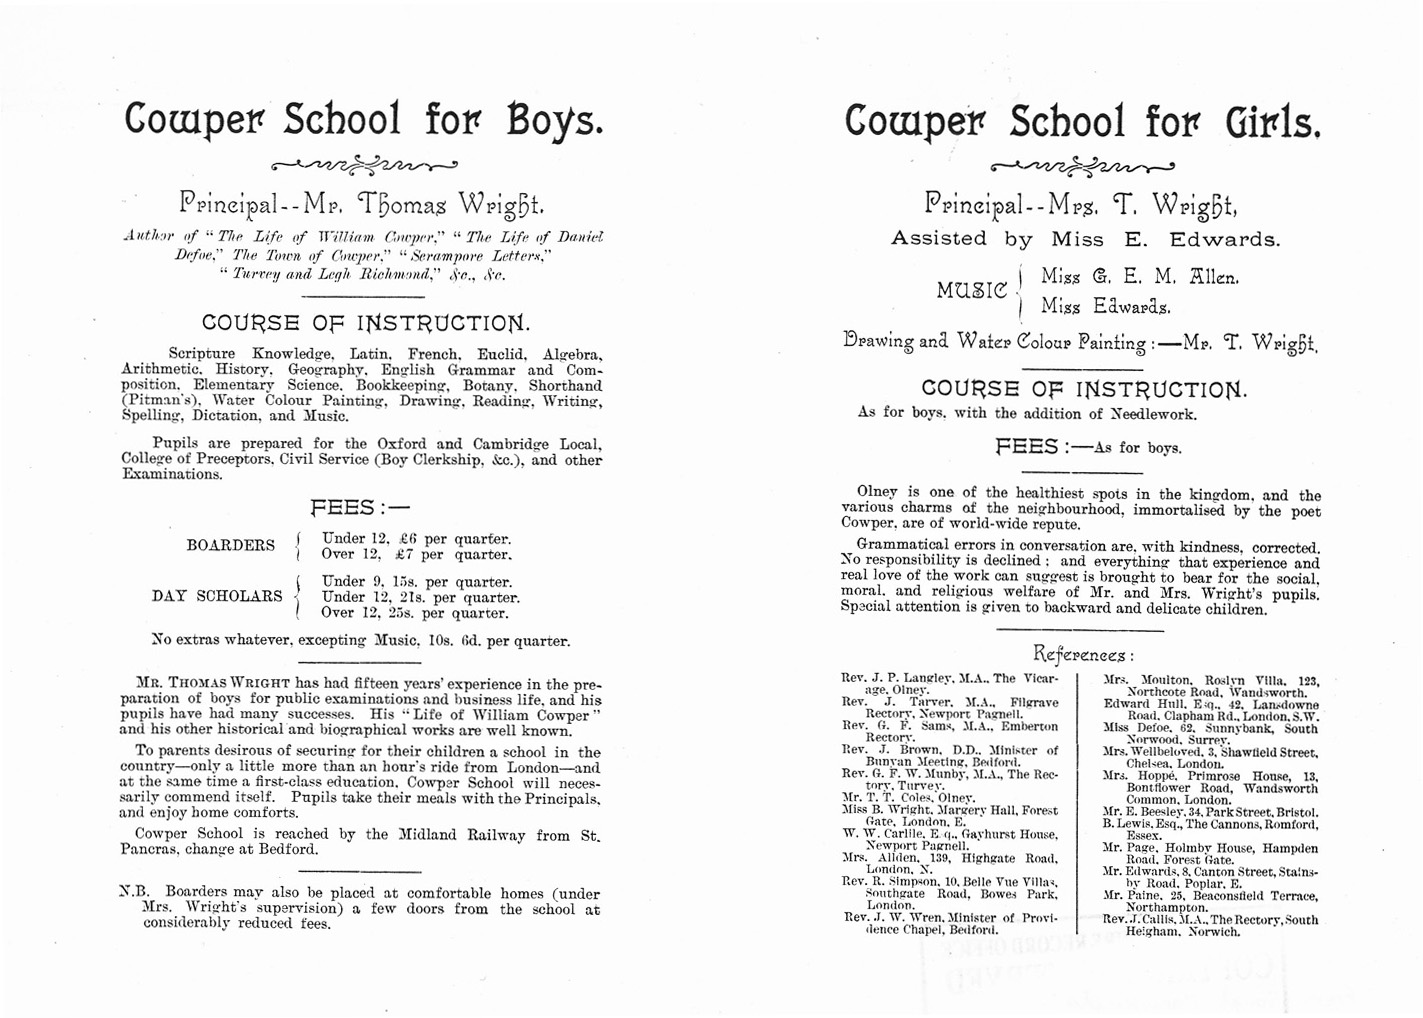 Cowper School for Boys.
Principal--Mr. Thomas Wright.
Author of "The Life of William Cowper," "The Life of Daniel
Defoe," The Town of Cowper," "Serampore Letters,"
"Turvey and Legh Richmond," &c., &c.
COURSE OF INSTRUCTION.
Scripture Knowledge, Latin, French, Euclid, Algebra,
Arithmetic, History, Geography, English Grammar and Com-
position, Elementary Science, Bookkeeping, Botany, Shorthand
(Pitman's), Water Colour Painting, Drawing, Reading, Writing,
Spelling, Dictation, and Music.
Pupils are prepared for the Oxford and Cambridge Local,
College of Preceptors, Civil Service (Boy Clerkship, &c.), and other
Examinations.
FEES :—
BOARDERS { Under 12, £6 per quarter.
Over 12, £7 per quarter.
DAY SCHOLARS { Under 9, 15s. per quarter.
Under 12, 21s. per quarter.
Over 12, 25s. per quarter.
No extras whatever, excepting Music, 10s. 6d. per quarter.
MR. THOMAS WRIGHT has had fifteen years' experience in the pre-
paration of boys for public examinations and business life, and his
pupils have had many successes. His "Life of William Cowper"
and his other historical and biographical works are well known.
To parents desirous of securing for their children a school in the
country—only a little more than an hour's ride from London—and
at the same time a first-class education, Cowper School will neces-
sarily commend itself. Pupils take their meals with the Principals,
and enjoy home comforts.
Cowper School is reached by the Midland Railway from St.
Pancras, change at Bedford.
N.B. Boarders may also be placed at comfortable homes (under
Mrs. Wright's supervision) a few doors from the school at
considerably reduced fees.
Cowper School for Girls.
Principal--Mrs. T. Wright,
Assisted by Miss E. Edwards.
MUSIC { Miss G. E. M. Allen.
Miss Edwards.
Drawing and Water Colour Painting :—Mr. T. Wright.
COURSE OF INSTRUCTION.
As for boys, with the addition of Needlework.
FEES :—As for boys.
Olney is one of the healthiest spots in the kingdom, and the
various charms of the neighbourhood, immortalised by the poet
Cowper, are of world-wide repute.
Grammatical errors in conversation are, with kindness, corrected.
No responsibility is declined ; and everything that experience and
real love of the work can suggest is brought to bear for the social,
moral, and religious welfare of Mr. and Mrs. Wright's pupils.
Special attention is given to backward and delicate children.
References :
Rev. J. P. Langley, M.A., The Vicar-
age, Olney.
Rev. J. Tarver, M.A., Filgrave
Rectory, Newport Pagnell.
Rev. G. F. Sams, M.A., Emberton
Rectory.
Rev. J. Brown, D.D., Minister of
Bunyan Meeting, Bedford.
Rev. G. F. W. Munby, M.A., The Rec-
tory, Turvey.
Mr. T. T. Coles, Olney.
Miss B. Wright, Margery Hall, Forest
Gate, London, E.
W. W. Carlile, E q., Gayhurst House,
Newport Pagnell.
Mrs. Allden, 139, Highgate Road,
London, N.
Rev. R. Simpson, 10, Belle Vue Villas,
Southgate Road, Bowes Park,
London.
Rev. J. W. Wren, Minister of Provi-
dence Chapel, Bedford.
Mrs. Moulton, Roslyn Villa, 123,
Northcote Road, Wandsworth.
Edward Hull, Esq., 42, Lansdowne
Road, Clapham Rd., London, S.W.
Miss Defoe, 62, Sunnybank, South
Norwood, Surrey.
Mrs. Wellbeloved, 3, Shawfield Street,
Chelsea, London.
Mrs. Hoppé, Primrose House, 13,
Bontflower Road, Wandsworth
Common, London.
Mr. E. Beesley, 34, Park Street, Bristol.
B. Lewis, Esq., The Cannons, Romford,
Essex.
Mr. Page, Holmby House, Hampden
Road, Forest Gate.
Mr. Edwards, 8, Canton Street, Stains-
by Road, Poplar, E.
Mr. Paine, 25, Beaconsfield Terrace,
Northampton.
Rev. J. Callis, M.A., The Rectory, South
Heigham, Norwich.